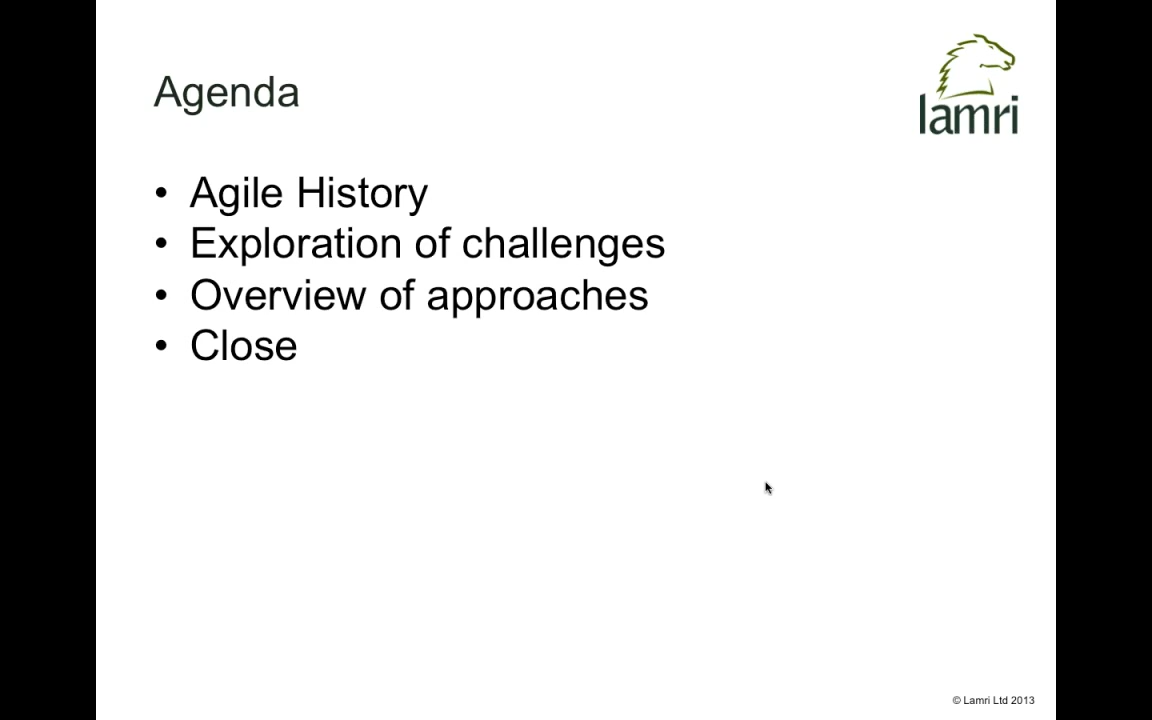 Agenda
lamri
• Agile History
• Exploration of challenges
• Overview of approaches
• Close
© Lamri Ltd 2013